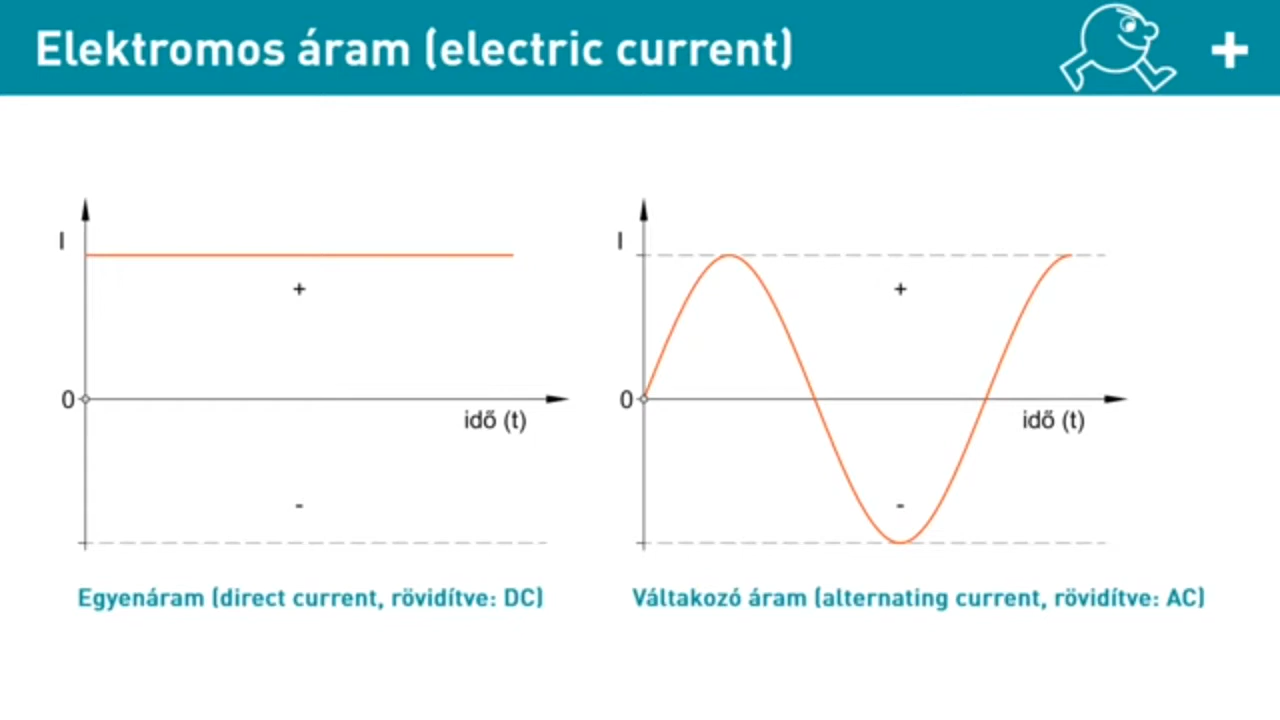 Elektromos áram (electric current)
+
I
+
0
idő (t)
-
Egyenáram (direct current, rövidítve: DC)
I
+
0
idő (t)
-
Váltakozó áram (alternating current, rövidítve: AC)